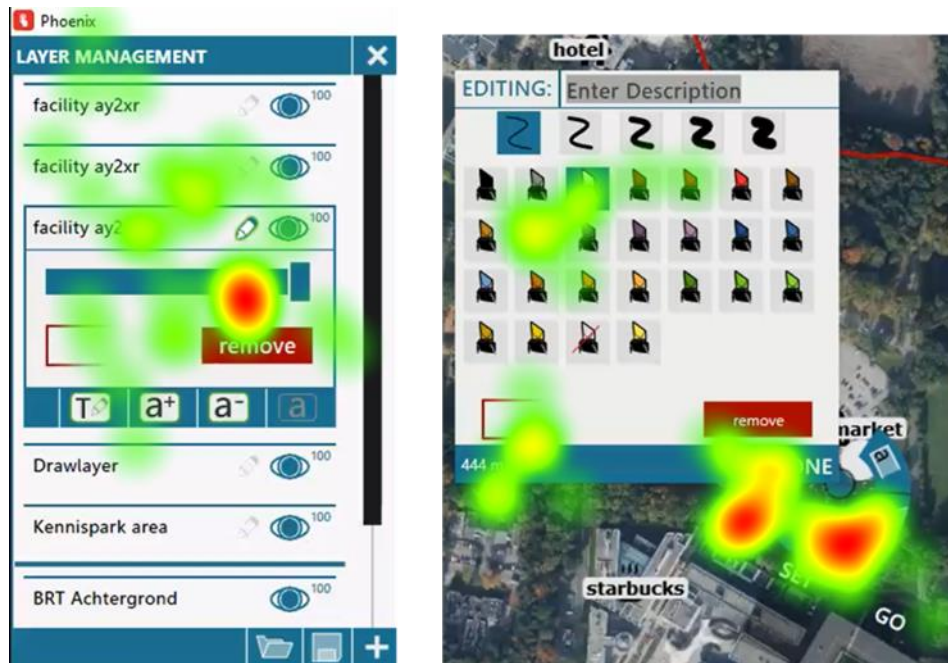 Phoenix
LAYER MANAGEMENT
facility ay2xr 100
facility ay2xr 100
facility ay2 100
remove
T a+ a- a
Drawlayer 100
Kennispark area 100
BRT Achtergrond 100
hotel
EDITING: Enter Description
remove
market
a
444 m
NE
starbucks
SET
GO